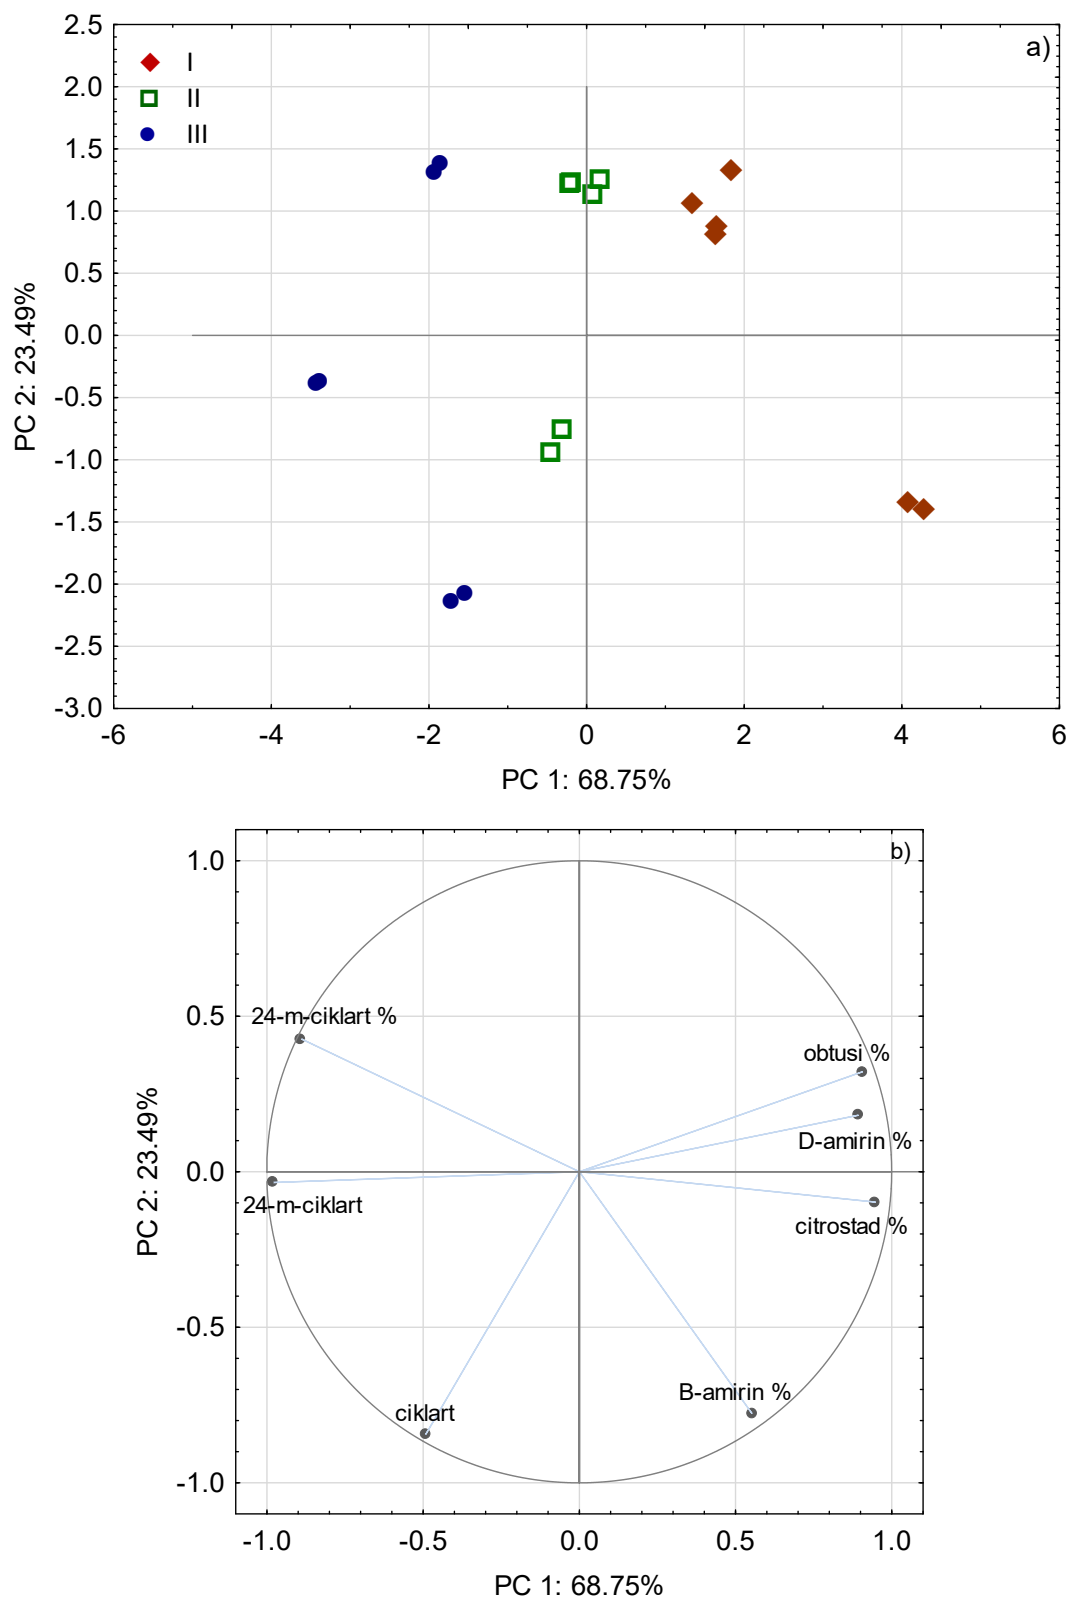 a)
I
II
III
2.5
2.0
1.5
1.0
0.5
0.0
-0.5
-1.0
-1.5
-2.0
-2.5
-3.0
PC 2: 23.49%
-6 -4 -2 0 2 4 6
PC 1: 68.75%
b)
1.0
0.5
0.0
-0.5
-1.0
PC 2: 23.49%
24-m-ciklart %
obtusi %
D-amirin %
24-m-ciklart
citrostad %
B-amirin %
ciklart
-1.0 -0.5 0.0 0.5 1.0
PC 1: 68.75%